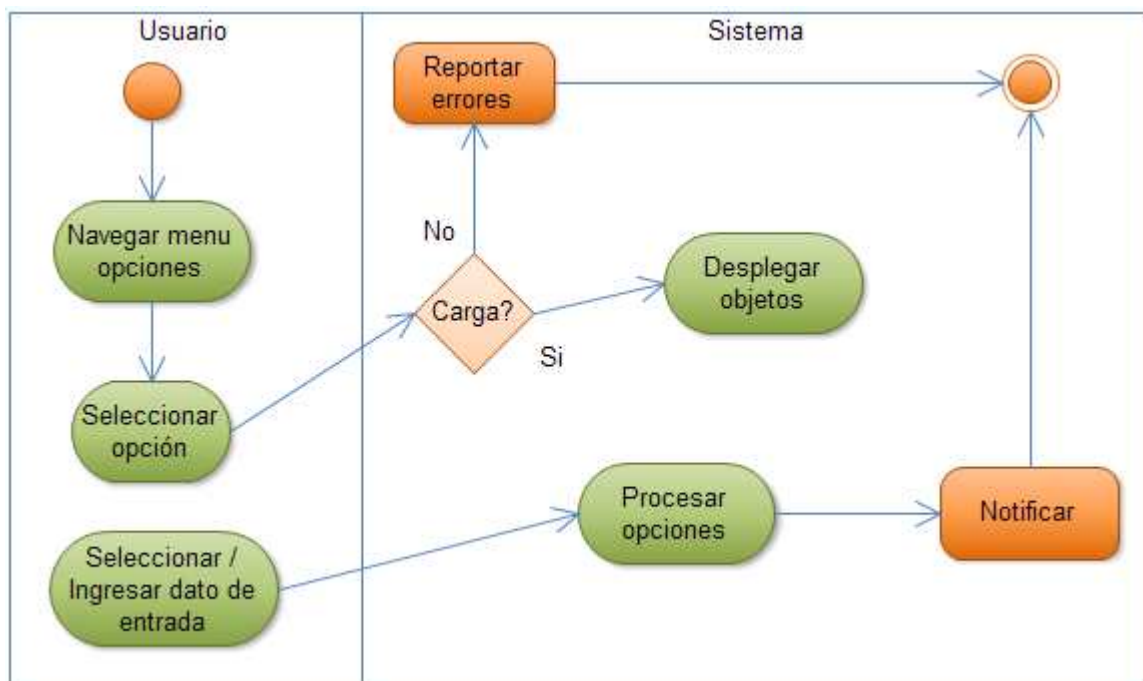 Usuario
Sistema
Reportar
errores
Navegar menu
opciones
No
Carga?
Si
Desplegar
objetos
Seleccionar
opción
Procesar
opciones
Notificar
Seleccionar /
Ingresar dato de
entrada